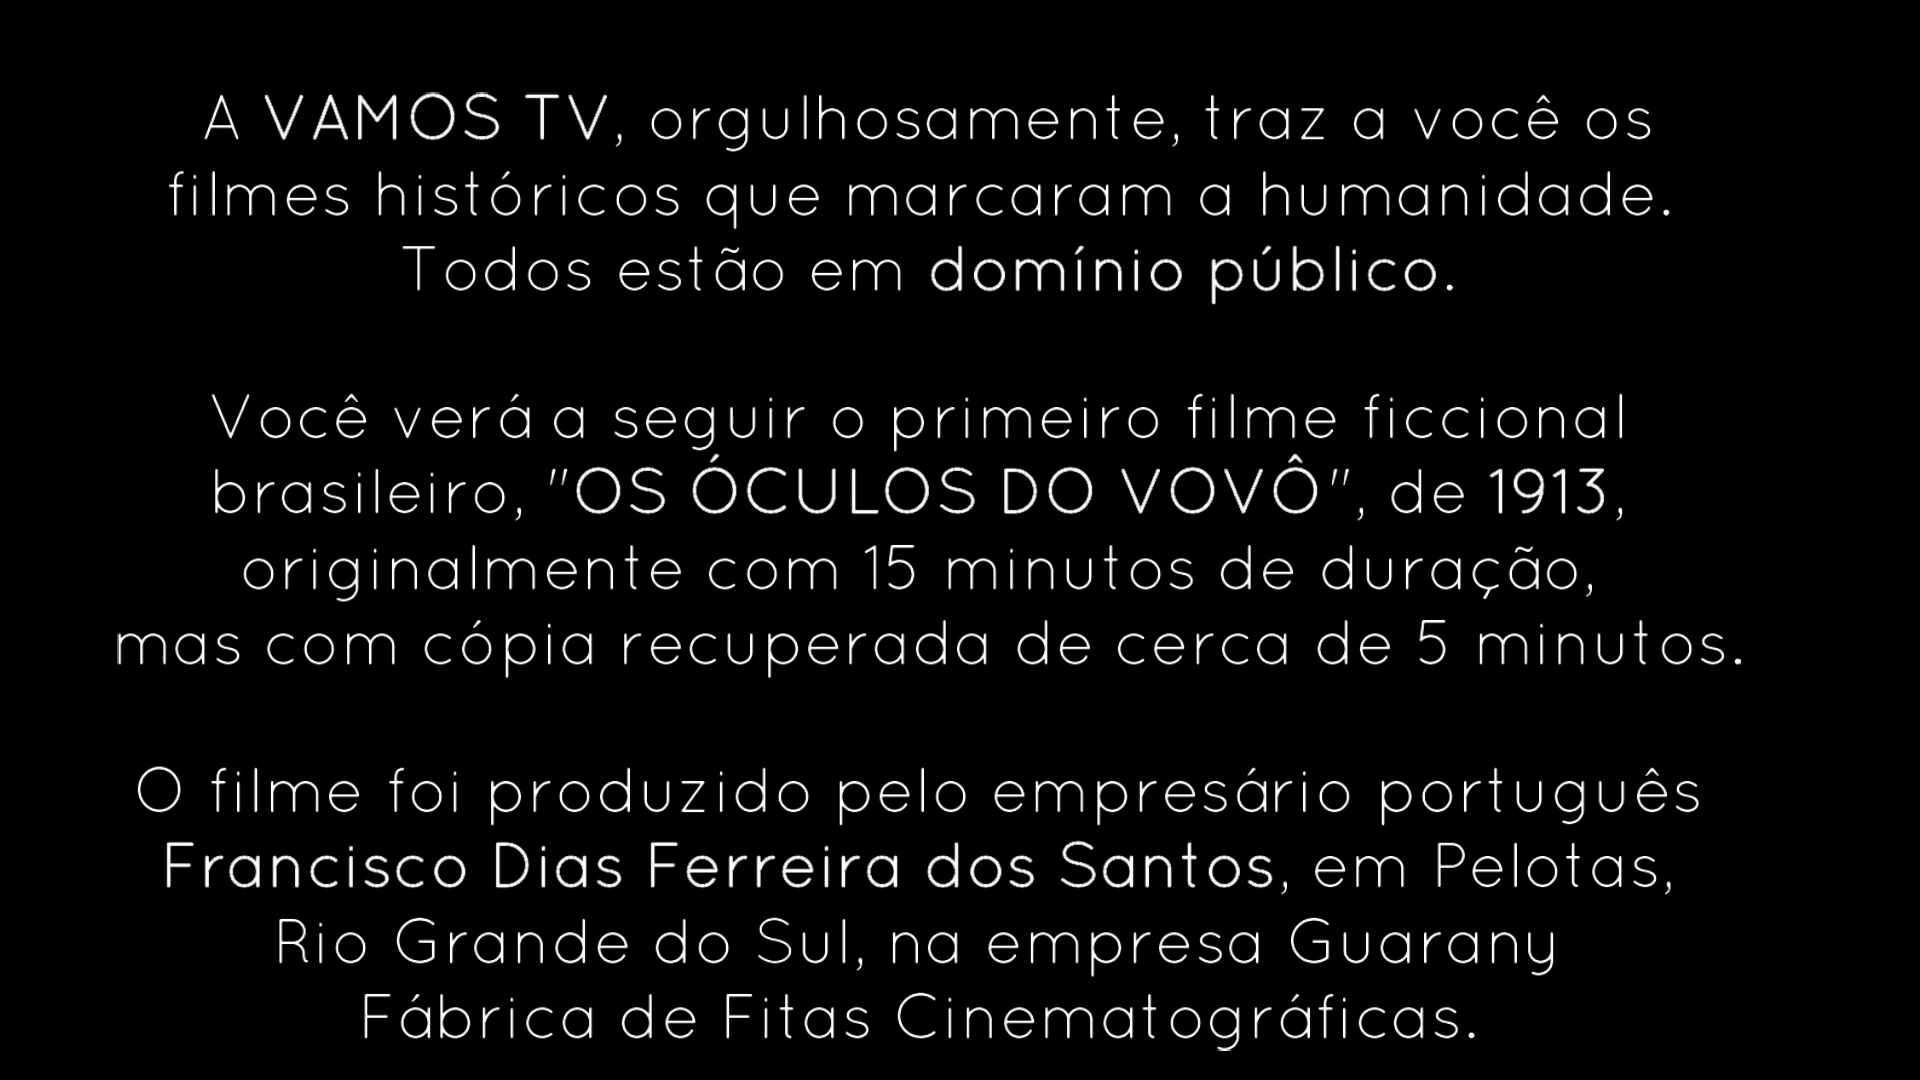 A VAMOS TV, orgulhosamente, traz a você os
filmes históricos que marcaram a humanidade.
Todos estão em domínio público.
Você verá a seguir o primeiro filme ficcional
brasileiro, "OS ÓCULOS DO VOVÔ", de 1913,
originalmente com 15 minutos de duração,
mas com cópia recuperada de cerca de 5 minutos.
O filme foi produzido pelo empresário português
Francisco Dias Ferreira dos Santos, em Pelotas,
Rio Grande do Sul, na empresa Guarany
Fábrica de Fitas Cinematográficas.